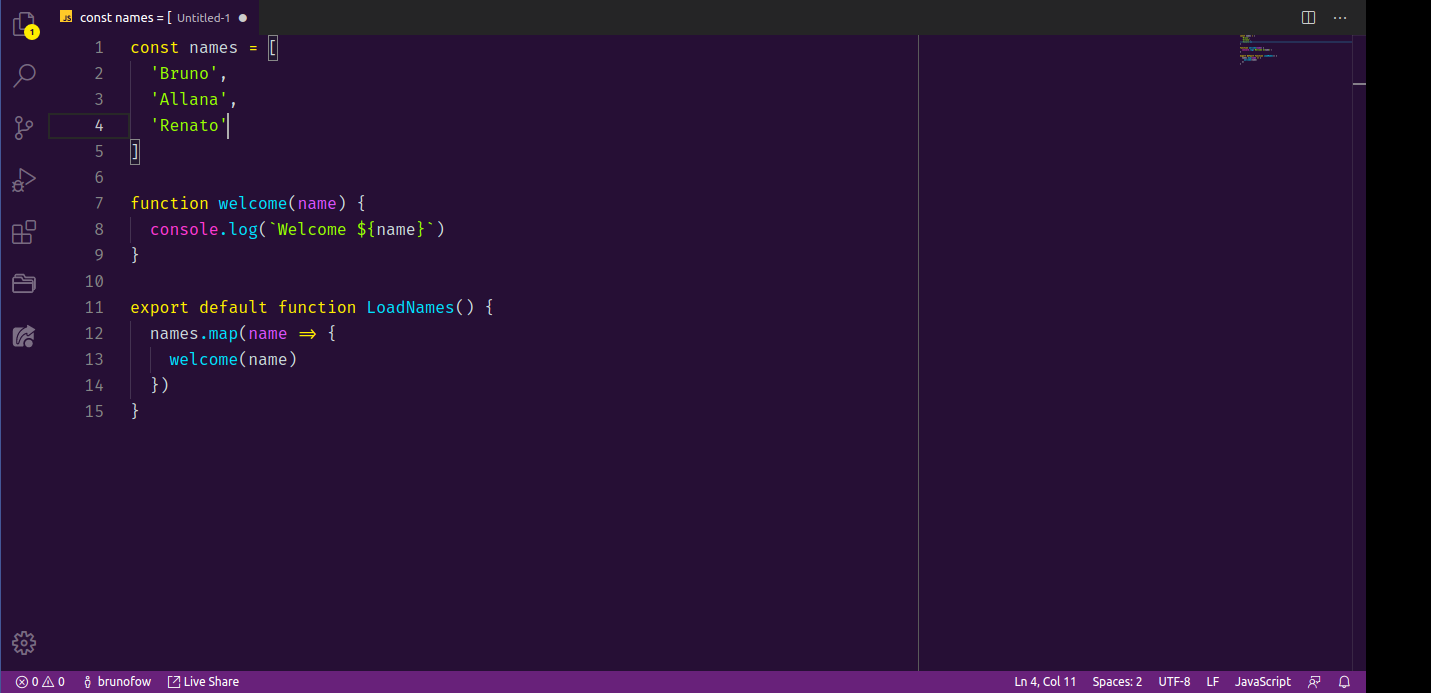 1
JS const names = [ Untitled-1 ●
1 const names = [
2 'Bruno',
3 'Allana',
4 'Renato'
5 ]
6
7 function welcome(name) {
8 console.log(`Welcome ${name}`)
9 }
10
11 export default function LoadNames() {
12 names.map(name => {
13 welcome(name)
14 })
15 }
0 0 brunofow Live Share Ln 4, Col 11 Spaces: 2 UTF-8 LF JavaScript